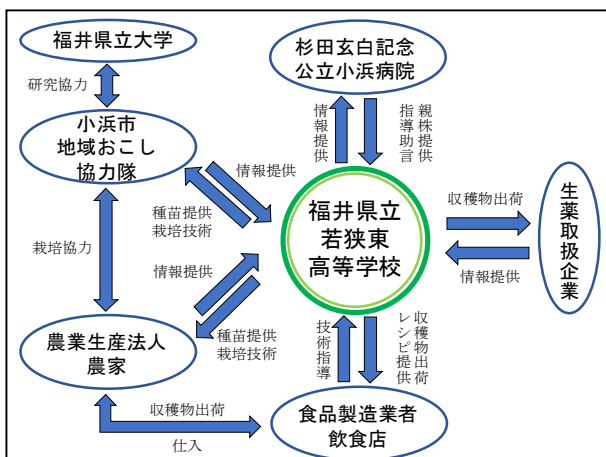 福井県立大学
研究協力
小浜市
地域おこし
協力隊
杉田玄白記念
公立小浜病院
情報提供
親株提供
指導助言
情報提供
種苗提供
栽培技術
福井県立
若狭東
高等学校
収穫物出荷
情報提供
生薬取扱企業
栽培協力
情報提供
種苗提供
栽培技術
農業生産法人
農家
技術指導
収穫物出荷
レシピ提供
収穫物出荷
仕入
食品製造業者
飲食店